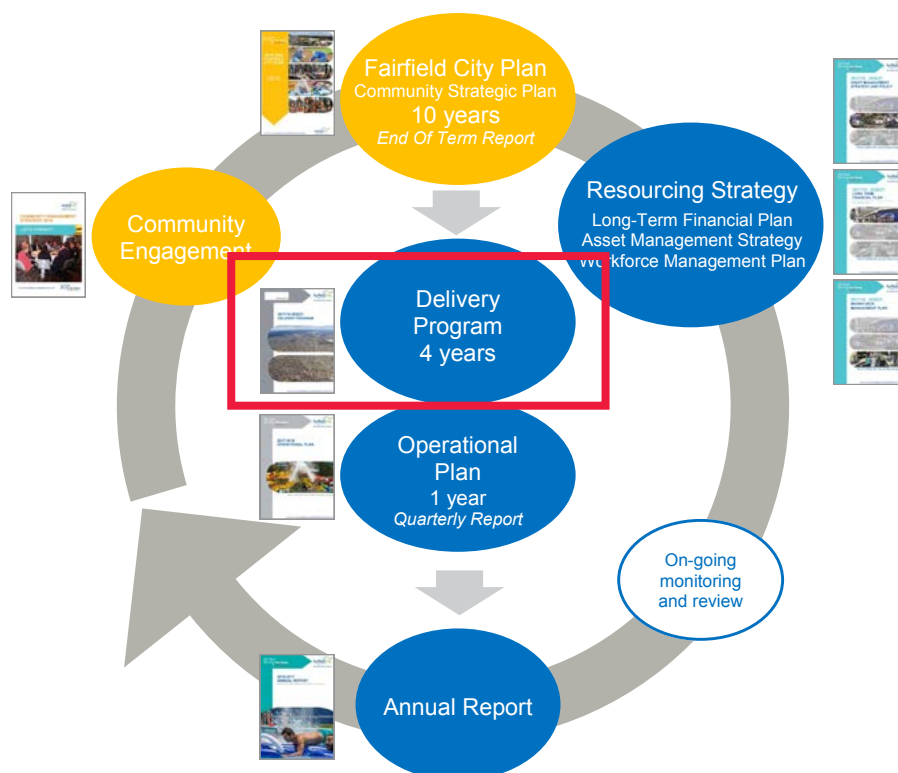 Fairfield City Plan
Community Strategic Plan
10 years
End Of Term Report
Community
Engagement
Resourcing Strategy
Long-Term Financial Plan
Asset Management Strategy
Workforce Management Plan
Delivery
Program
4 years
Operational
Plan
1 year
Quarterly Report
On-going
monitoring
and review
Annual Report
ANNUAL REPORT